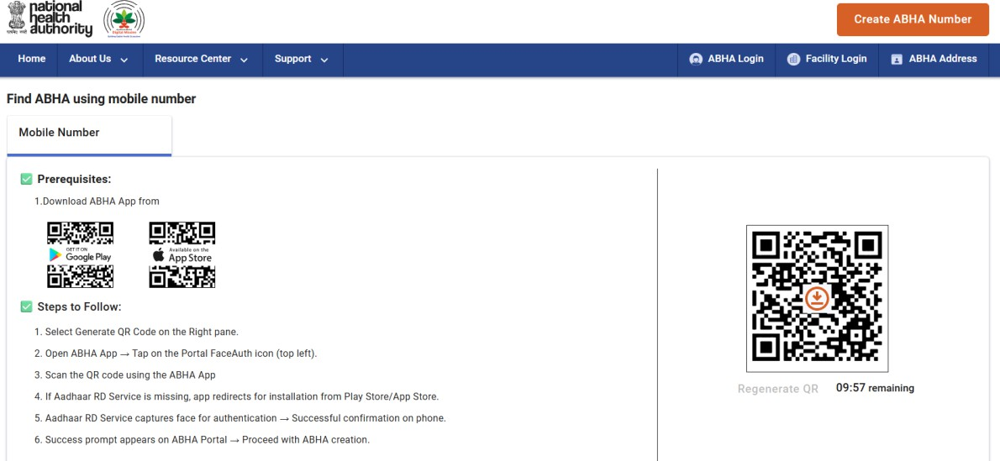 national
health
authority
Create ABHA Number
Home About Us Resource Center Support ABHA Login Facility Login ABHA Address
Find ABHA using mobile number
Mobile Number
Prerequisites:
1.Download ABHA App from
GET IT ON
Google Play
Available on the
App Store
Steps to Follow:
1. Select Generate QR Code on the Right pane.
2. Open ABHA App → Tap on the Portal FaceAuth icon (top left).
3. Scan the QR code using the ABHA App
4. If Aadhaar RD Service is missing, app redirects for installation from Play Store/App Store.
5. Aadhaar RD Service captures face for authentication → Successful confirmation on phone.
6. Success prompt appears on ABHA Portal → Proceed with ABHA creation.
Regenerate QR 09:57 remaining